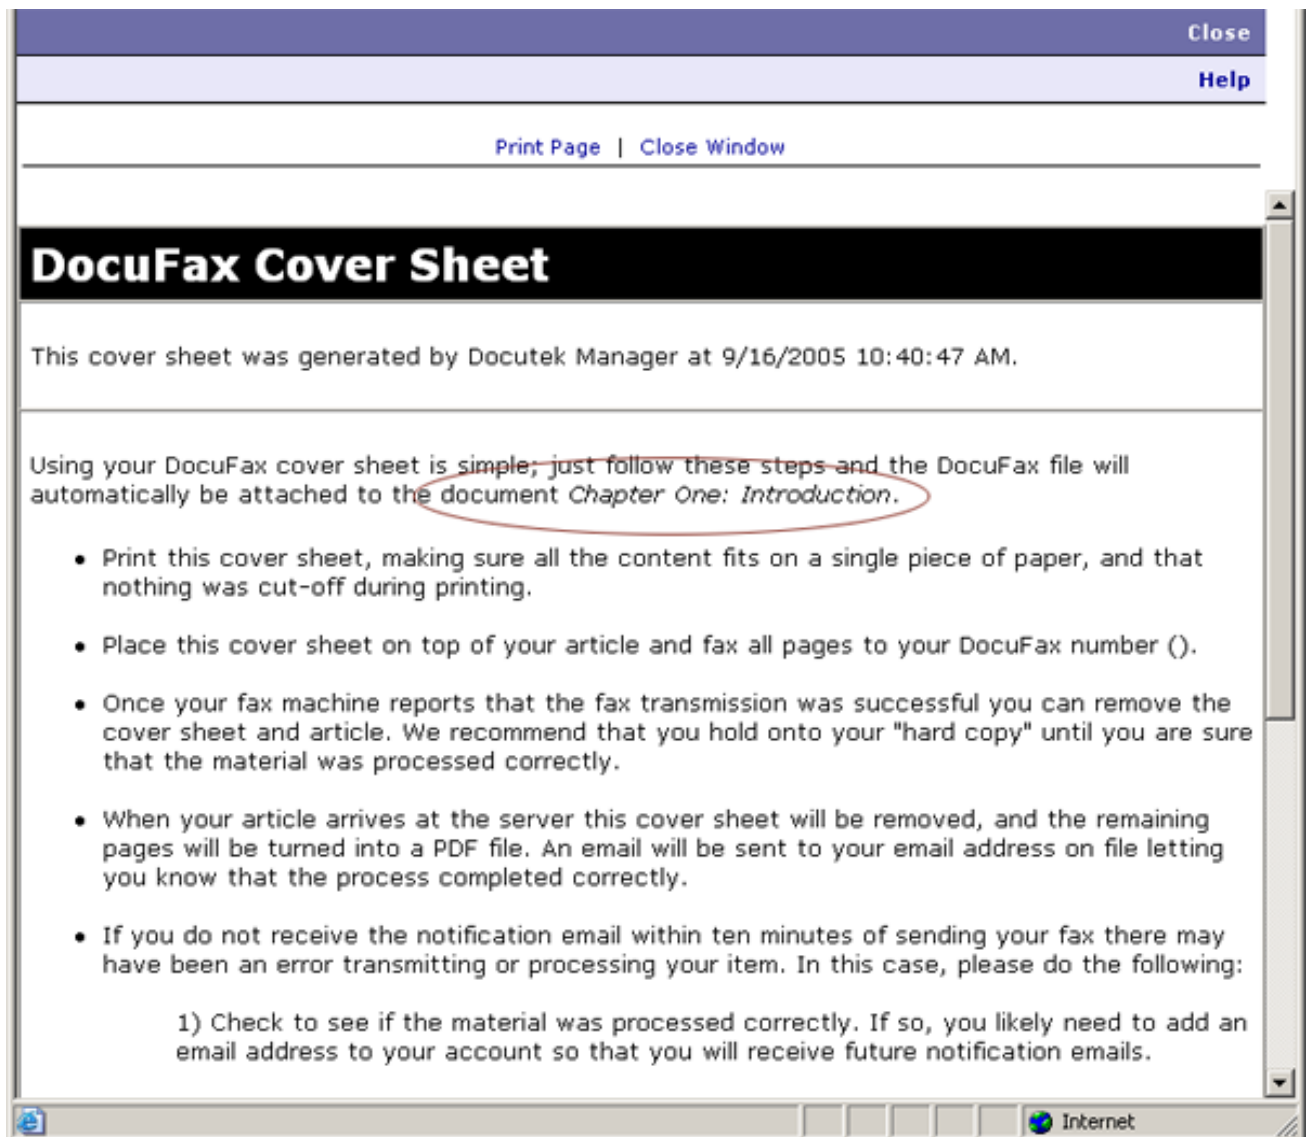 Close
Help
Print Page | Close Window
DocuFax Cover Sheet
This cover sheet was generated by Docutek Manager at 9/16/2005 10:40:47 AM.
Using your DocuFax cover sheet is simple; just follow these steps and the DocuFax file will
automatically be attached to the document Chapter One: Introduction.
• Print this cover sheet, making sure all the content fits on a single piece of paper, and that
nothing was cut-off during printing.
• Place this cover sheet on top of your article and fax all pages to your DocuFax number ().
• Once your fax machine reports that the fax transmission was successful you can remove the
cover sheet and article. We recommend that you hold onto your "hard copy" until you are sure
that the material was processed correctly.
• When your article arrives at the server this cover sheet will be removed, and the remaining
pages will be turned into a PDF file. An email will be sent to your email address on file letting
you know that the process completed correctly.
• If you do not receive the notification email within ten minutes of sending your fax there may
have been an error transmitting or processing your item. In this case, please do the following:
1) Check to see if the material was processed correctly. If so, you likely need to add an
email address to your account so that you will receive future notification emails.
Internet